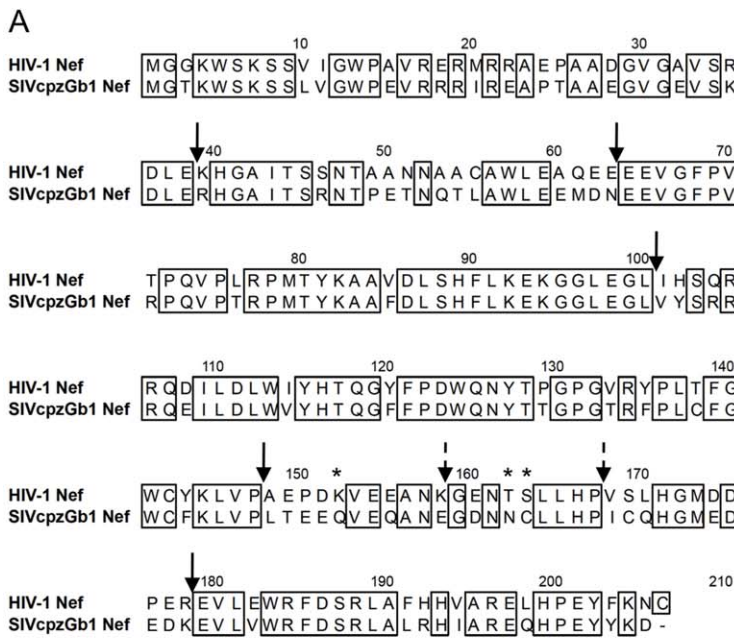 A
10 20 30
HIV-1 Nef MGGKWSKSSVIGWPAVRERMRRAEPAADGVGAVSR
SIVcpzGb1 Nef MGTKWSKSSLVGWPEVRRRIREAPTAAEGVGEVSK
40 50 60 70
HIV-1 Nef DLEKHGAITSSNTAANNAACAWLEAQEEEEVGFPV
SIVcpzGb1 Nef DLERHGAITSRNTPETNQTLAWLEEMDNEEVGFPV
80 90 100
HIV-1 Nef TPQVPLRPMTYKAAVDLSHFLKEKGGLEGLIHSQR
SIVcpzGb1 Nef RPQVPTRPMTYKAAFDLSHFLKEKGGLEGLVYSRR
110 120 130 140
HIV-1 Nef RQDILDLWIYHTQGYFPDWQNYTPGPGVRYPLTFG
SIVcpzGb1 Nef RQEILDLWVYHTQGFFPDWQNYTTGPGTRFPLCFG
150 * 160 * * 170
HIV-1 Nef WCYKLVPAEPDKVEEANKGENTSLLHPVSLHGMDD
SIVcpzGb1 Nef WCFKLVPLTEEQVEQANEGDNNCLLHPICQHGMED
180 190 200 210
HIV-1 Nef PEREVLEWRFDSRLAFHHVARELHPEYFKNC
SIVcpzGb1 Nef EDKEVLVWRFDSRLALRHIAREQHPEYYKD-